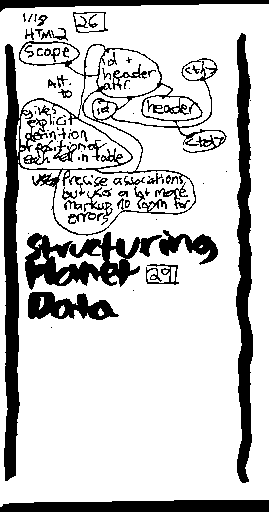 1/18 26
HTML2
Scope
id +
header
attr.
Alt.
to
id
header
<th>
<td>
gives
explicit
definition
of position of
each cell in table
uses precise associations
but uses a lot more
markup no room for
errors
Structuring
Planet 29
Data